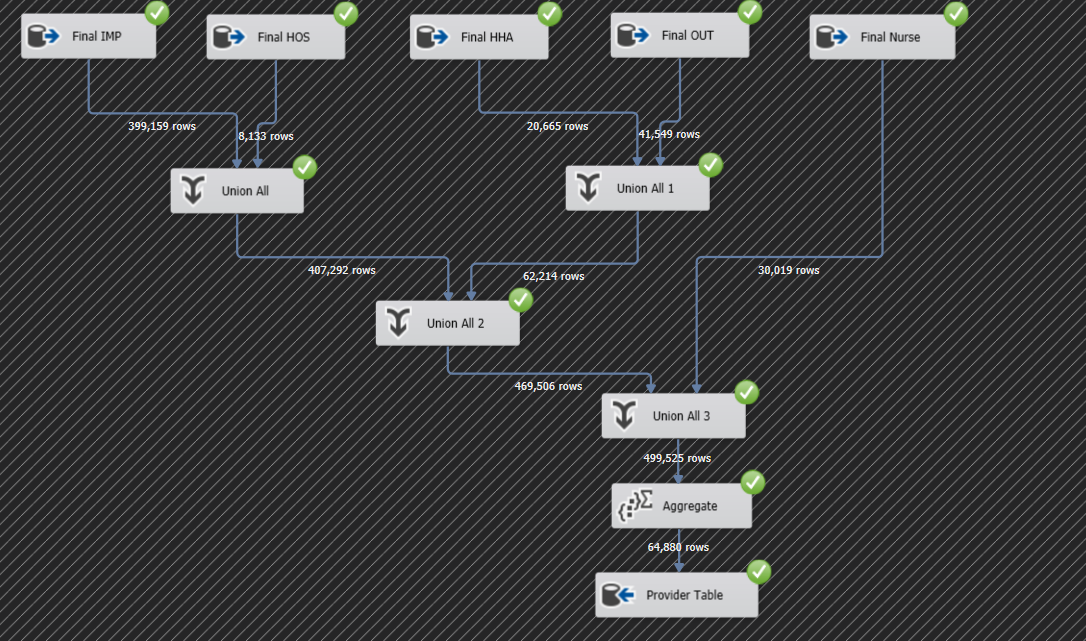 Final IMP
Final HOS
Final HHA
Final OUT
Final Nurse
399,159 rows
8,133 rows
20,665 rows
41,549 rows
Union All
Union All 1
407,292 rows
62,214 rows
30,019 rows
Union All 2
469,506 rows
Union All 3
499,525 rows
Aggregate
64,880 rows
Provider Table